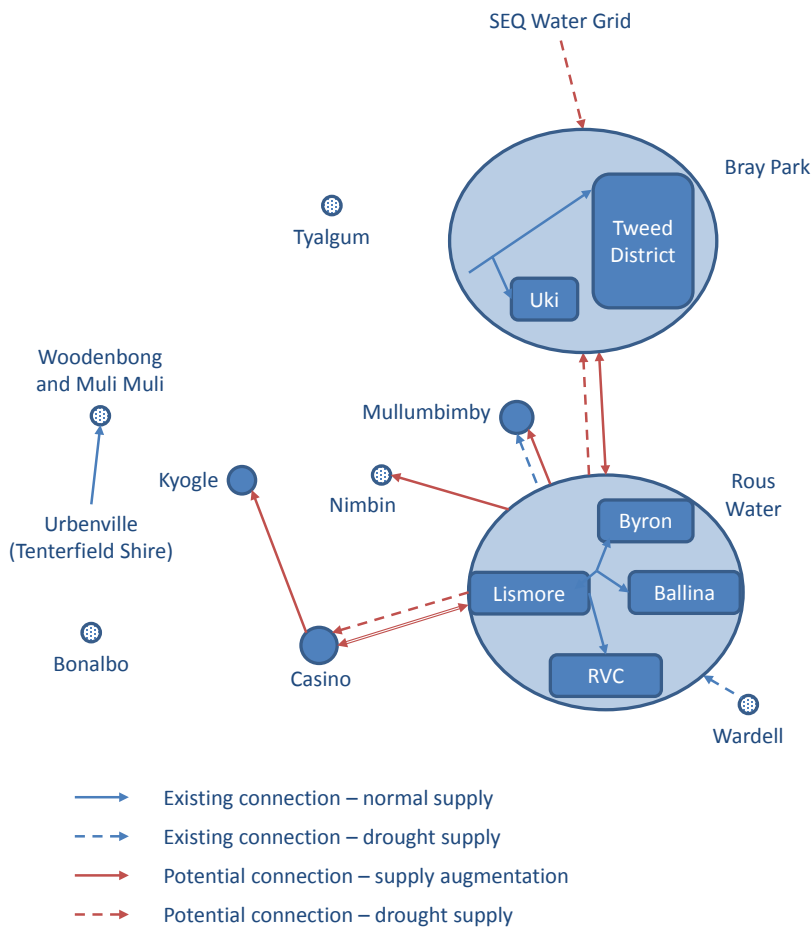 SEQ Water Grid
Bray Park
Tyalgum
Tweed
District
Uki
Woodenbong
and Muli Muli
Mullumbimby
Kyogle
Nimbin
Rous
Water
Byron
Urbenville
(Tenterfield Shire)
Lismore
Ballina
Bonalbo
Casino
RVC
Wardell
Existing connection – normal supply
Existing connection – drought supply
Potential connection – supply augmentation
Potential connection – drought supply